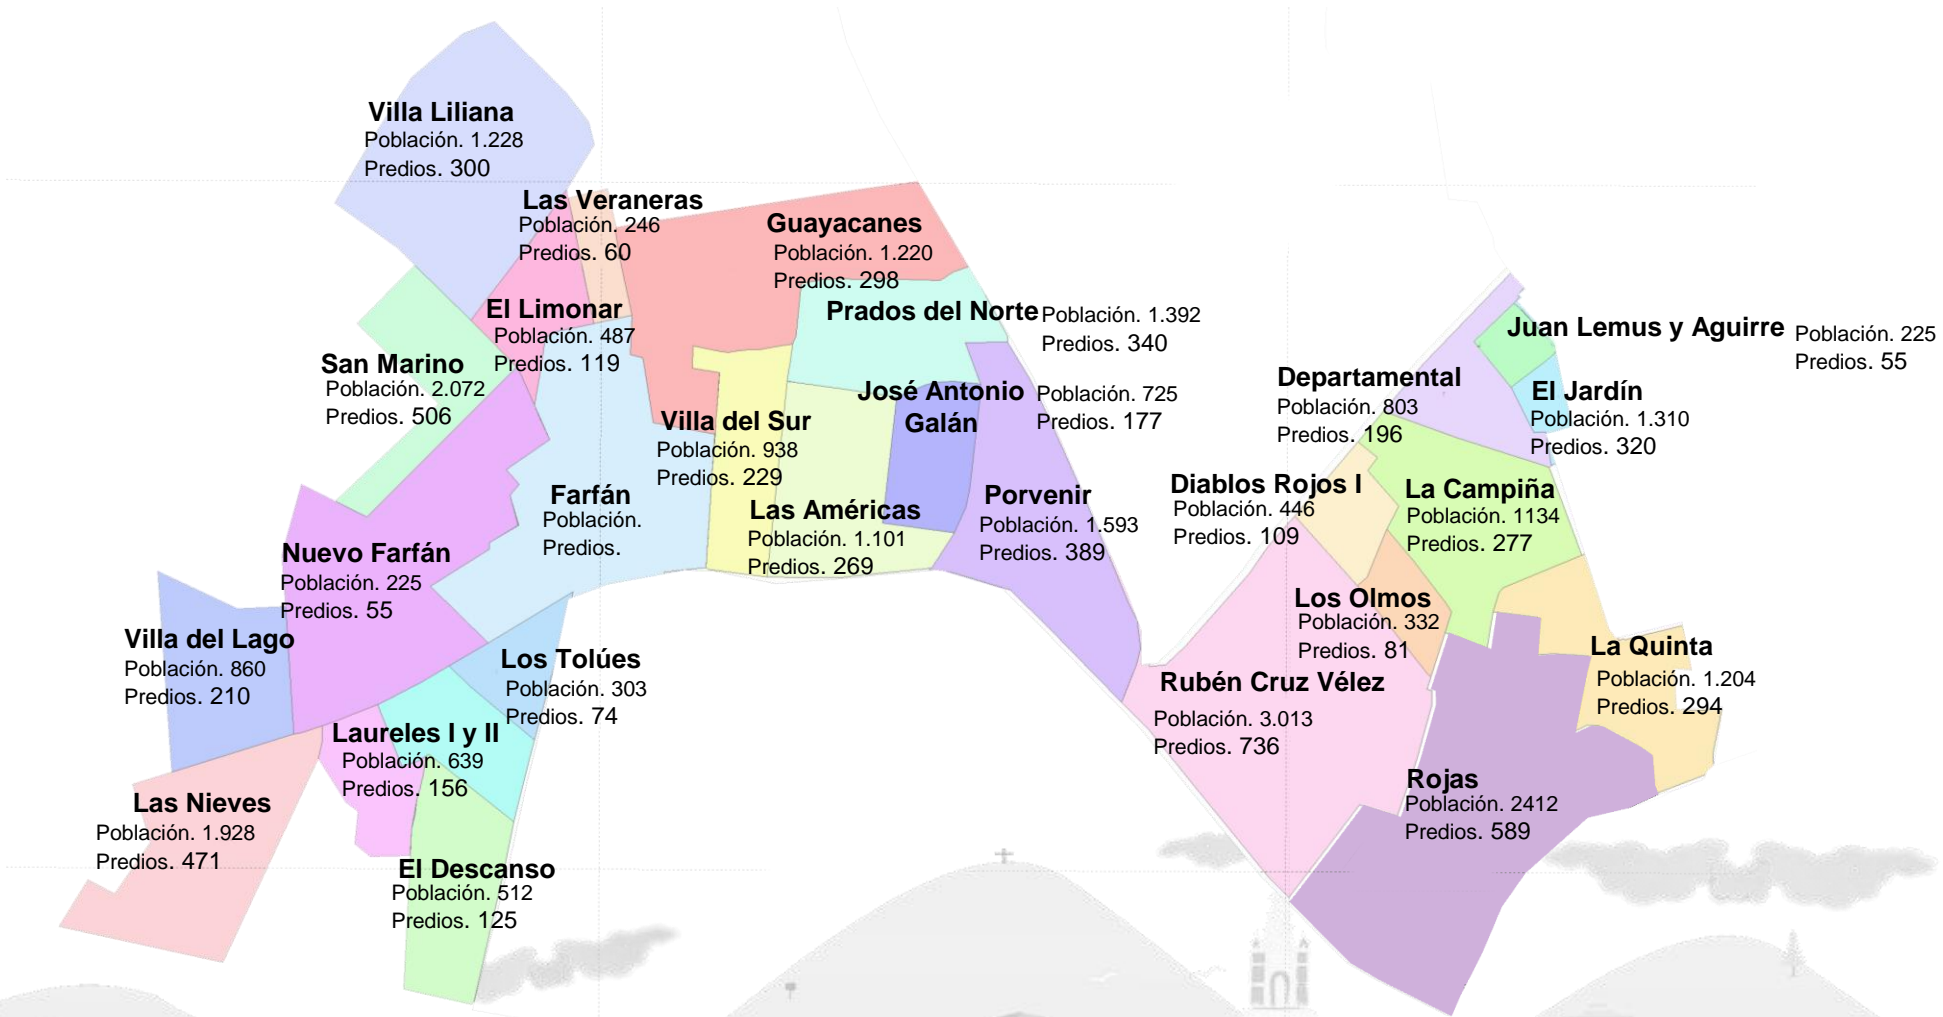 Villa Liliana
Población. 1.228
Predios. 300
Las Veraneras
Población. 246
Predios. 60
Guayacanes
Población. 1.220
Predios. 298
El Limonar
Población. 487
Predios. 119
Prados del Norte
Población. 1.392
Predios. 340
San Marino
Población. 2.072
Predios. 506
Villa del Sur
Población. 938
Predios. 229
José Antonio
Galán
Población. 725
Predios. 177
Farfán
Población.
Predios.
Las Américas
Población. 1.101
Predios. 269
Porvenir
Población. 1.593
Predios. 389
Nuevo Farfán
Población. 225
Predios. 55
Villa del Lago
Población. 860
Predios. 210
Los Tolúes
Población. 303
Predios. 74
Laureles I y II
Población. 639
Predios. 156
Las Nieves
Población. 1.928
Predios. 471
El Descanso
Población. 512
Predios. 125
Juan Lemus y Aguirre
Población. 225
Predios. 55
Departamental
Población. 803
Predios. 196
El Jardín
Población. 1.310
Predios. 320
Diablos Rojos I
Población. 446
Predios. 109
La Campiña
Población. 1134
Predios. 277
Los Olmos
Población. 332
Predios. 81
La Quinta
Población. 1.204
Predios. 294
Rubén Cruz Vélez
Población. 3.013
Predios. 736
Rojas
Población. 2412
Predios. 589